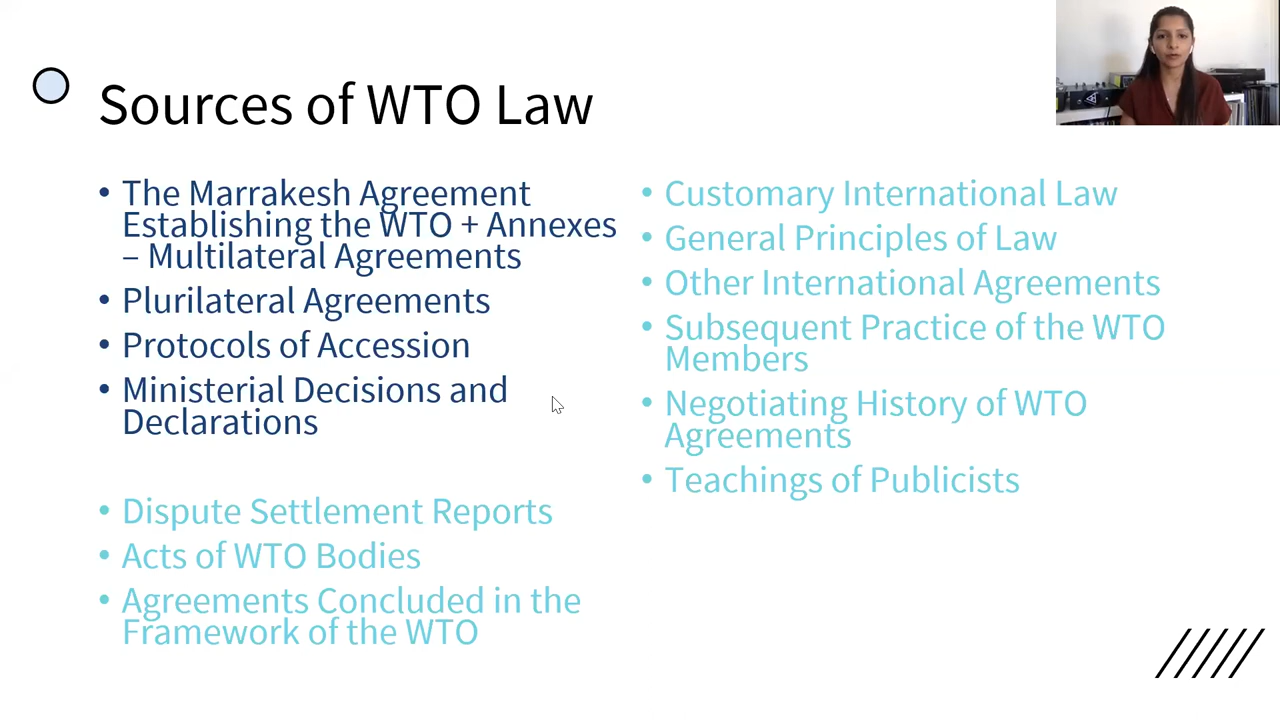 Sources of WTO Law
• The Marrakesh Agreement
Establishing the WTO + Annexes
– Multilateral Agreements
• Plurilateral Agreements
• Protocols of Accession
• Ministerial Decisions and
Declarations
• Dispute Settlement Reports
• Acts of WTO Bodies
• Agreements Concluded in the
Framework of the WTO
• Customary International Law
• General Principles of Law
• Other International Agreements
• Subsequent Practice of the WTO
Members
• Negotiating History of WTO
Agreements
• Teachings of Publicists